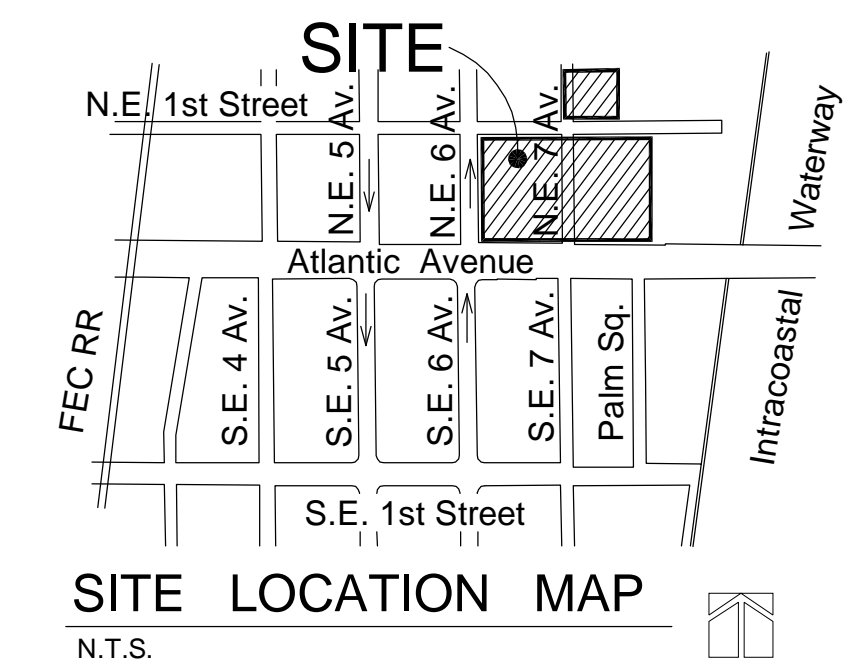 SITE
N.E. 1st Street
N.E. 5 Av.
N.E. 6 Av.
N.E. 7 Av.
Waterway
Atlantic Avenue
FEC RR
S.E. 4 Av.
S.E. 5 Av.
S.E. 6 Av.
S.E. 7 Av.
Palm Sq.
Intracoastal
S.E. 1st Street
SITE LOCATION MAP
N.T.S.